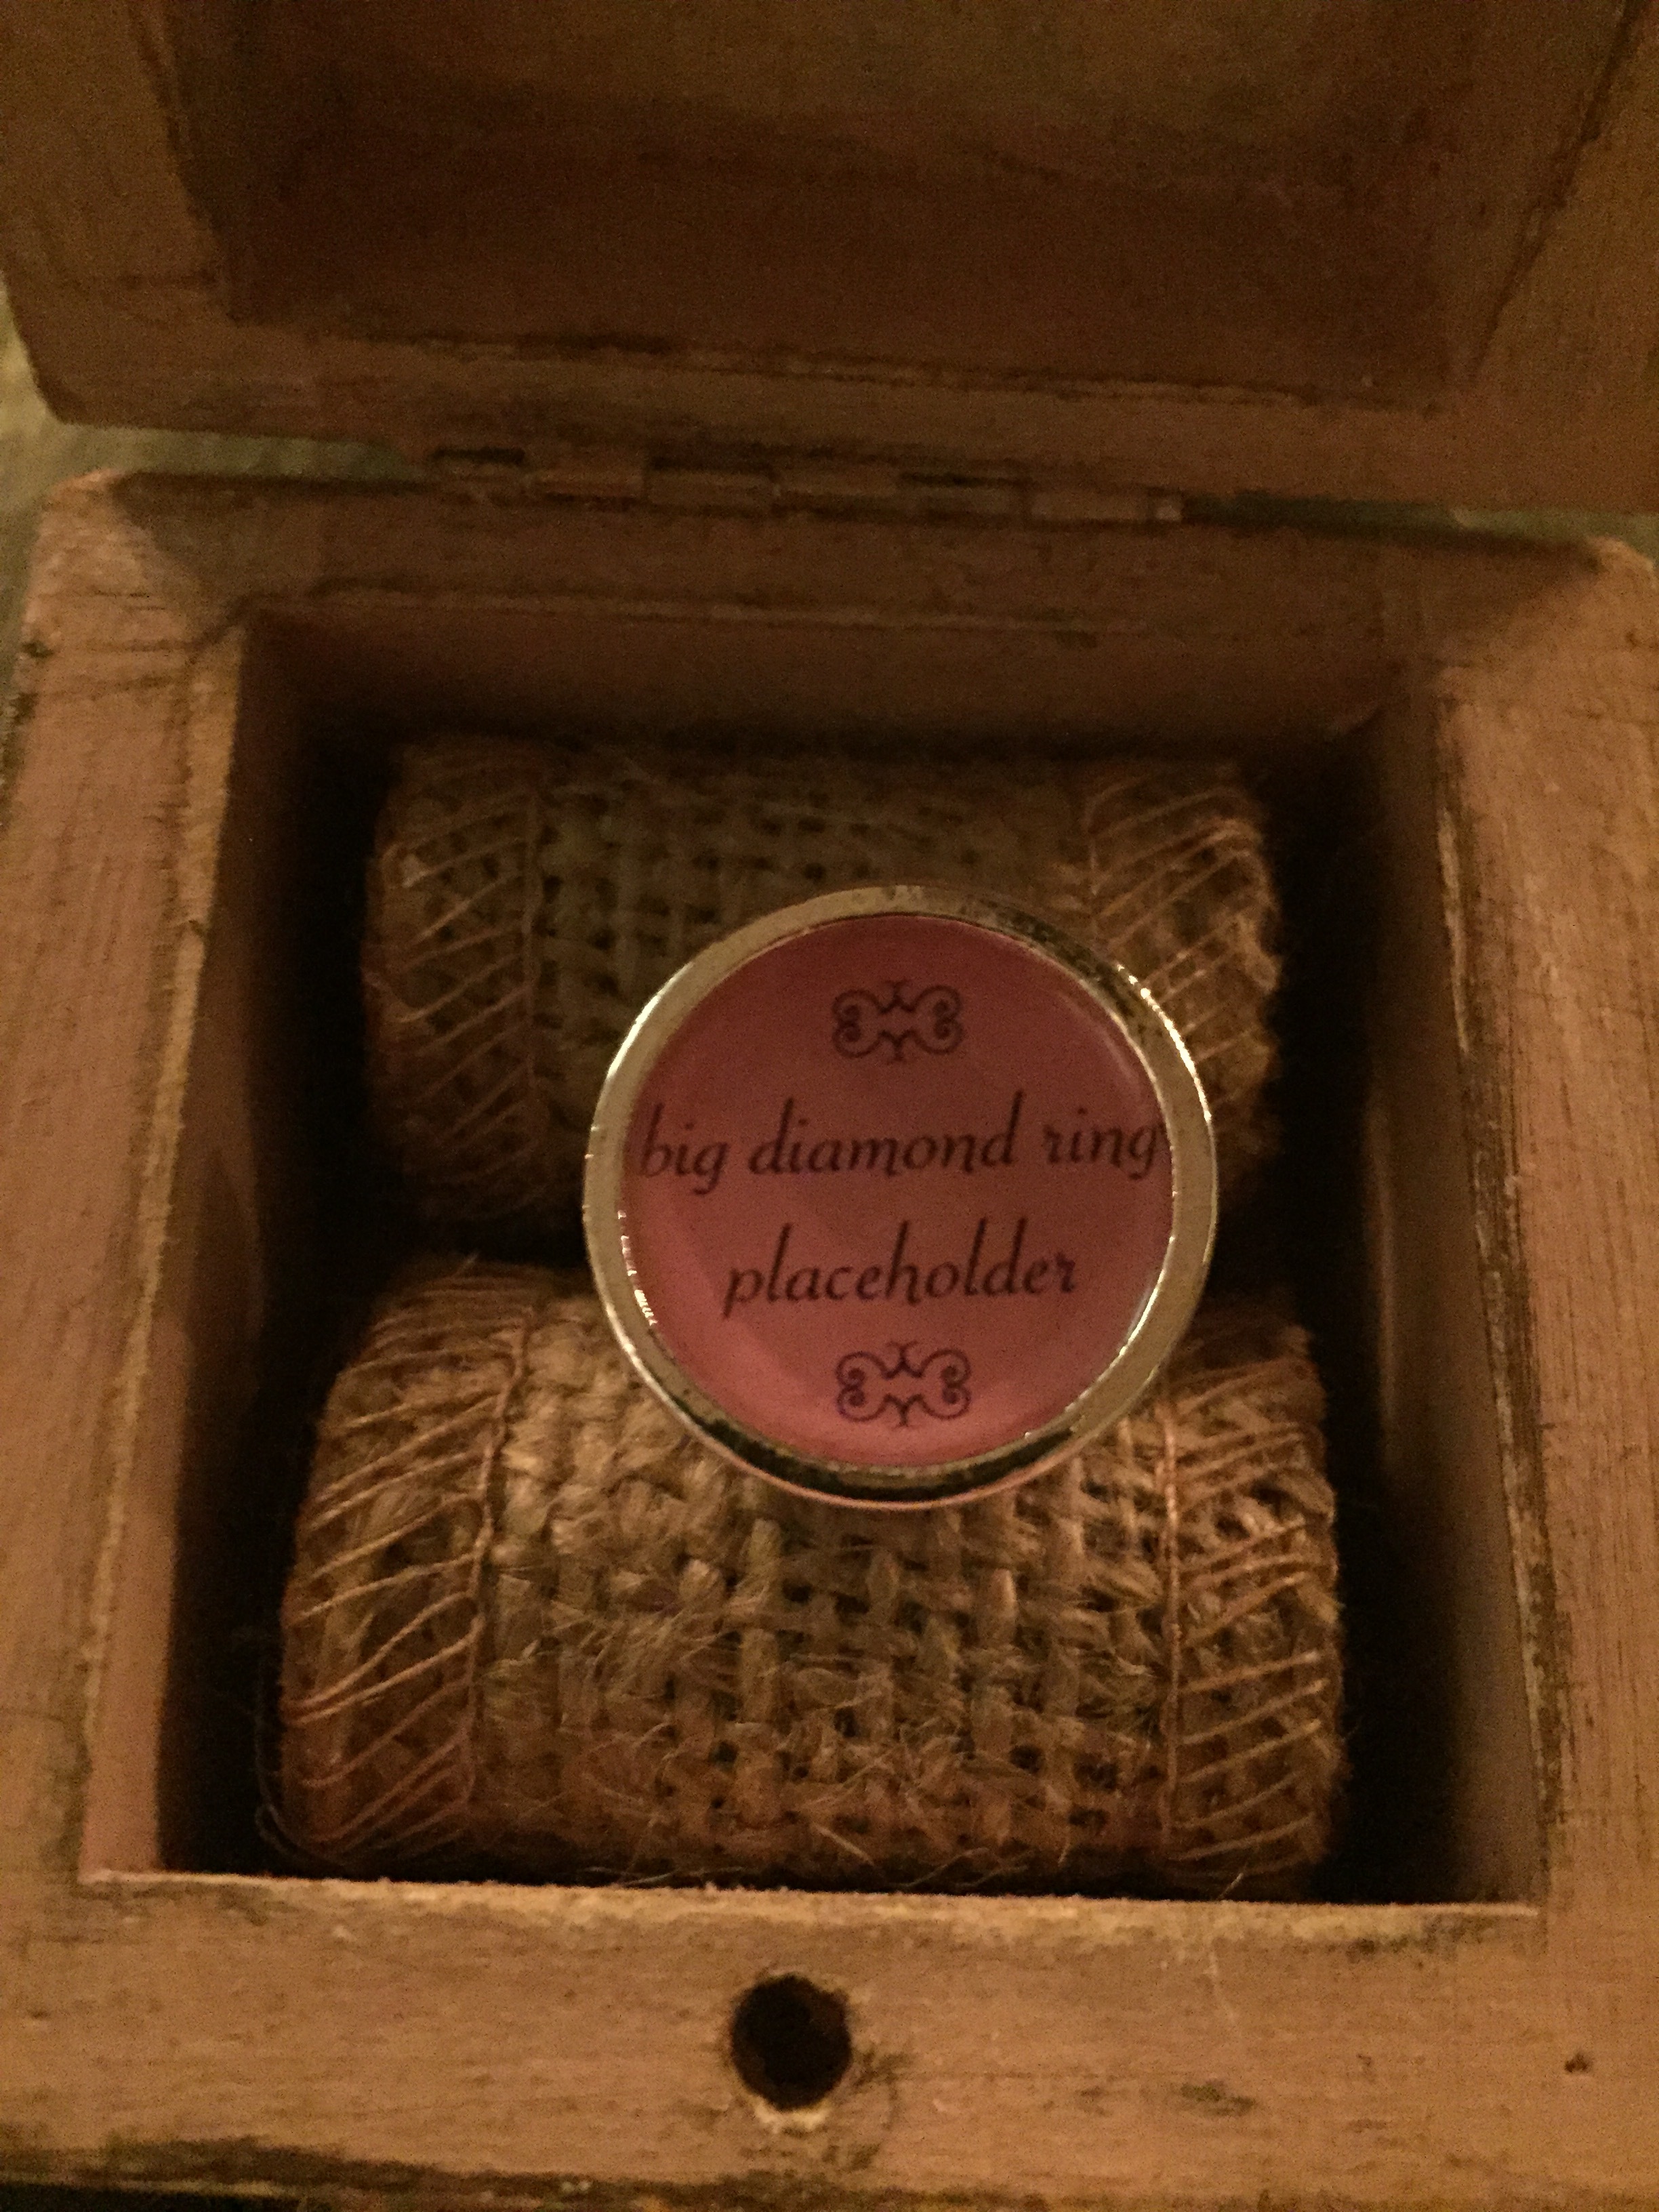 big diamond ring
placeholder